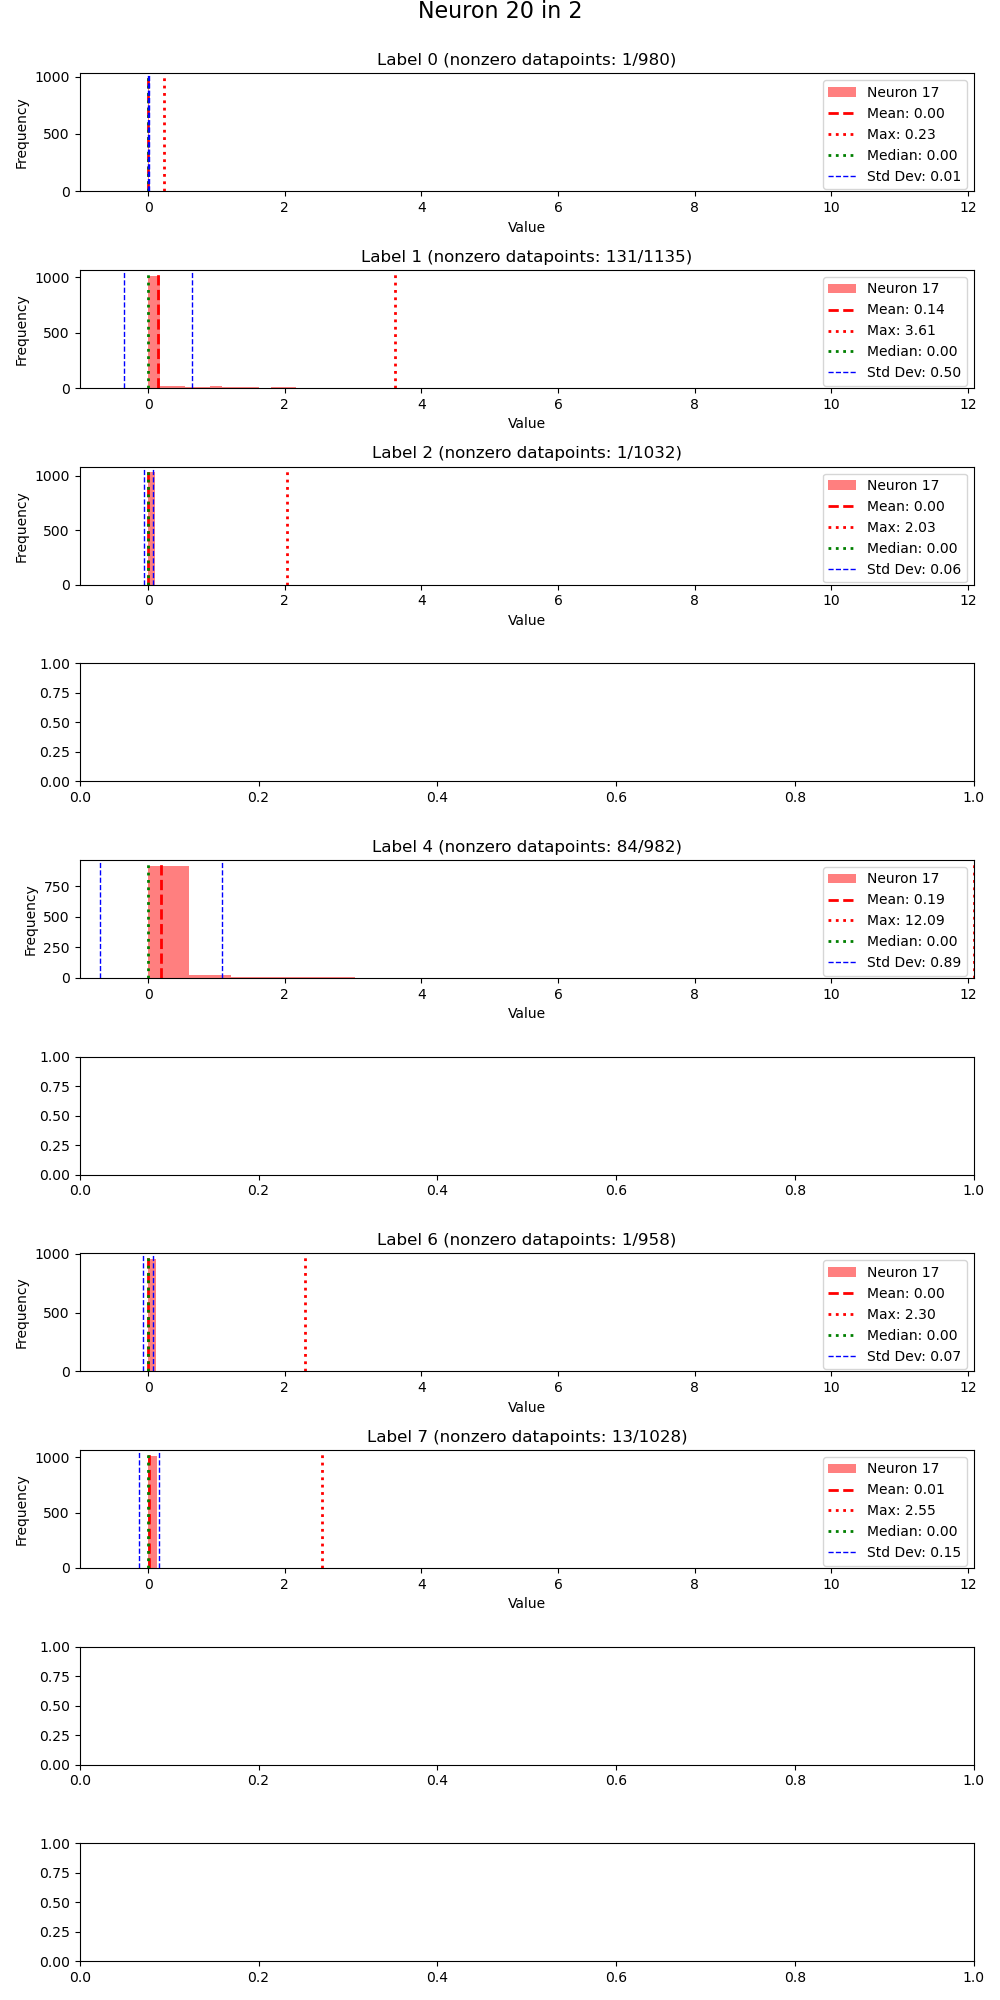 Neuron 20 in 2
Label 0 (nonzero datapoints: 1/980)
1000
500
0
Frequency
Neuron 17
Mean: 0.00
Max: 0.23
Median: 0.00
Std Dev: 0.01
0 2 4 6 8 10 12
Value
Label 1 (nonzero datapoints: 131/1135)
1000
500
0
Frequency
Neuron 17
Mean: 0.14
Max: 3.61
Median: 0.00
Std Dev: 0.50
0 2 4 6 8 10 12
Value
Label 2 (nonzero datapoints: 1/1032)
1000
500
0
Frequency
Neuron 17
Mean: 0.00
Max: 2.03
Median: 0.00
Std Dev: 0.06
0 2 4 6 8 10 12
Value
1.00
0.75
0.50
0.25
0.00
0.0 0.2 0.4 0.6 0.8 1.0
Label 4 (nonzero datapoints: 84/982)
750
500
250
0
Frequency
Neuron 17
Mean: 0.19
Max: 12.09
Median: 0.00
Std Dev: 0.89
0 2 4 6 8 10 12
Value
1.00
0.75
0.50
0.25
0.00
0.0 0.2 0.4 0.6 0.8 1.0
Label 6 (nonzero datapoints: 1/958)
1000
500
0
Frequency
Neuron 17
Mean: 0.00
Max: 2.30
Median: 0.00
Std Dev: 0.07
0 2 4 6 8 10 12
Value
Label 7 (nonzero datapoints: 13/1028)
1000
500
0
Frequency
Neuron 17
Mean: 0.01
Max: 2.55
Median: 0.00
Std Dev: 0.15
0 2 4 6 8 10 12
Value
1.00
0.75
0.50
0.25
0.00
0.0 0.2 0.4 0.6 0.8 1.0
1.00
0.75
0.50
0.25
0.00
0.0 0.2 0.4 0.6 0.8 1.0